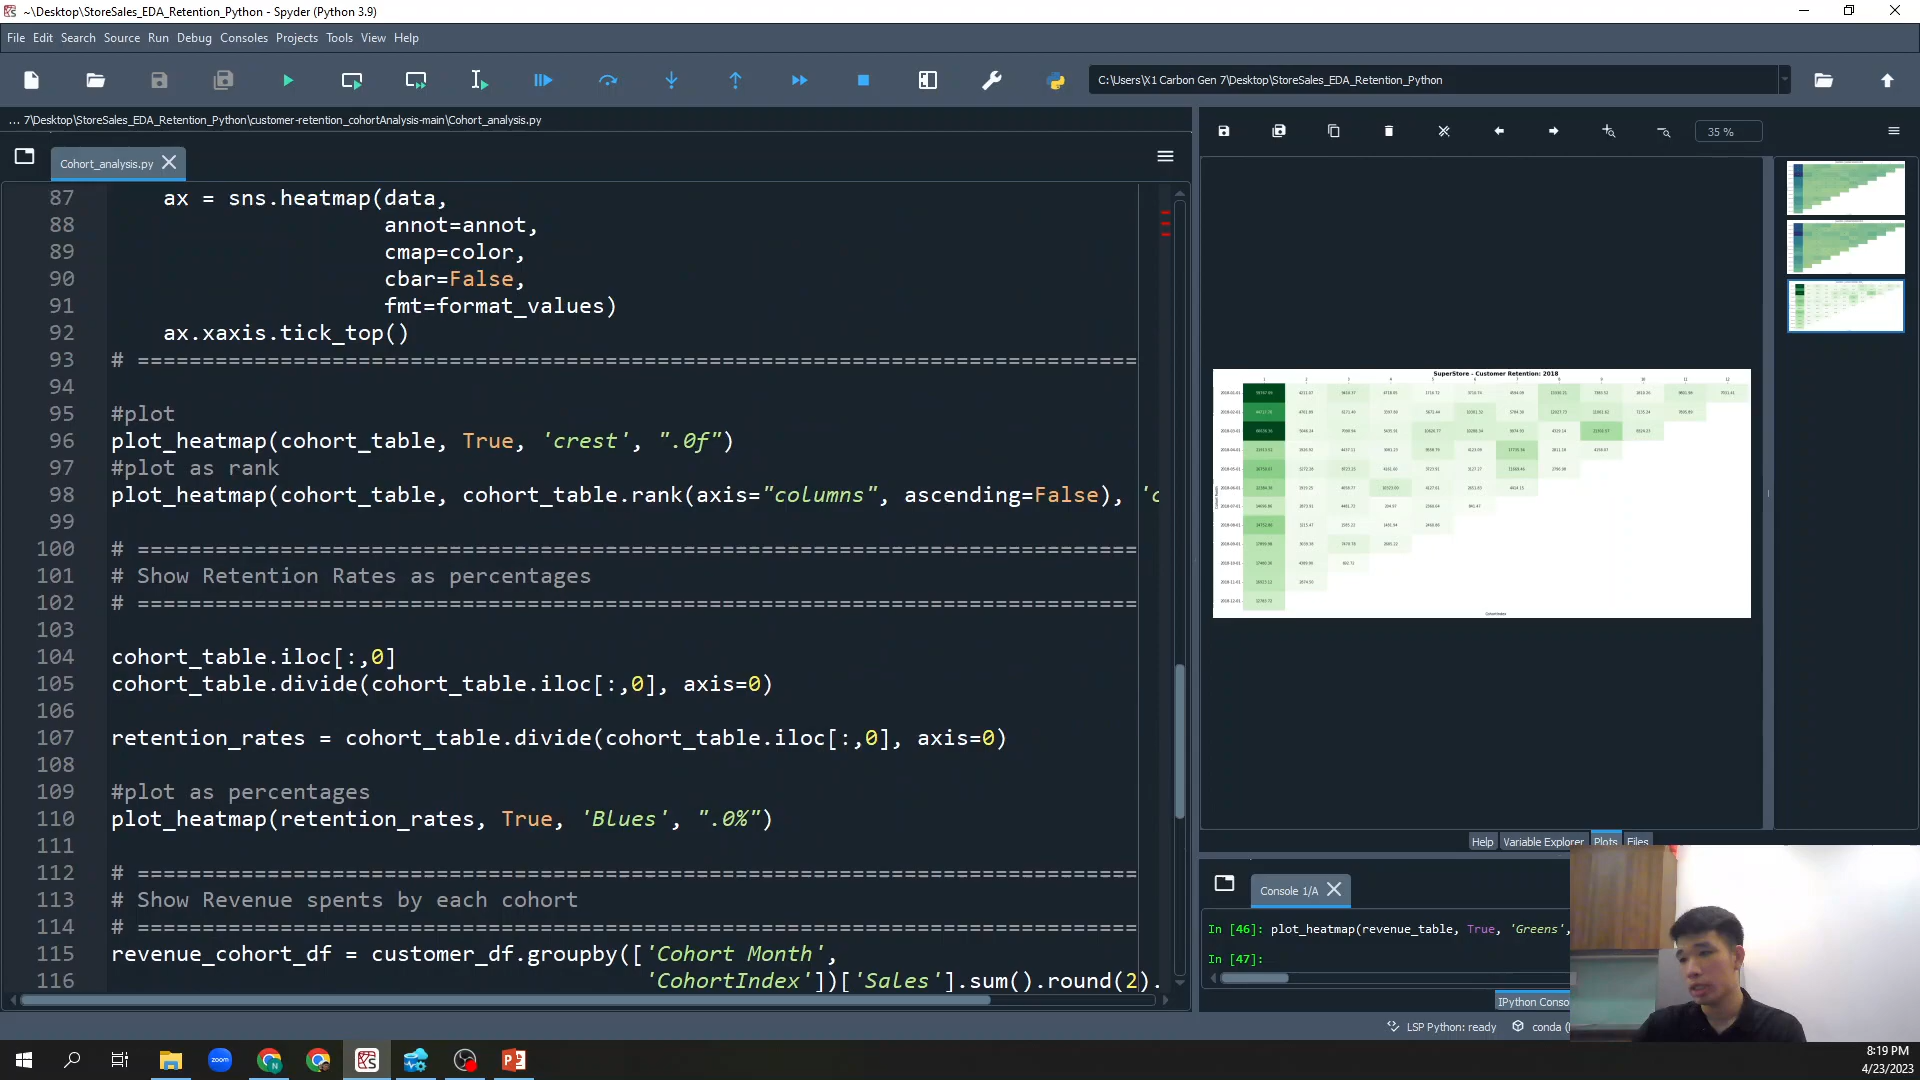 ~\Desktop\StoreSales_EDA_Retention_Python - Spyder (Python 3.9)
File Edit Search Source Run Debug Consoles Projects Tools View Help
C:\Users\X1 Carbon Gen 7\Desktop\StoreSales_EDA_Retention_Python
... 7\Desktop\StoreSales_EDA_Retention_Python\customer-retention_cohortAnalysis-main\Cohort_analysis.py
Cohort_analysis.py
35 %
87 ax = sns.heatmap(data,
88 annot=annot,
89 cmap=color,
90 cbar=False,
91 fmt=format_values)
92 ax.xaxis.tick_top()
93 # =============================================================================
94
95 #plot
96 plot_heatmap(cohort_table, True, 'crest', ".0f")
97 #plot as rank
98 plot_heatmap(cohort_table, cohort_table.rank(axis="columns", ascending=False), 'c
99
100 # =============================================================================
101 # Show Retention Rates as percentages
102 # =============================================================================
103
104 cohort_table.iloc[:,0]
105 cohort_table.divide(cohort_table.iloc[:,0], axis=0)
106
107 retention_rates = cohort_table.divide(cohort_table.iloc[:,0], axis=0)
108
109 #plot as percentages
110 plot_heatmap(retention_rates, True, 'Blues', ".0%")
111
112 # =============================================================================
113 # Show Revenue spents by each cohort
114 # =============================================================================
115 revenue_cohort_df = customer_df.groupby(['Cohort Month',
116 'CohortIndex'])['Sales'].sum().round(2).
SuperStore - Customer Retention: 2018
Help Variable Explorer Plots Files
Console 1/A
In [46]: plot_heatmap(revenue_table, True, 'Greens',
In [47]:
IPython Conso
LSP Python: ready conda (
zoom
8:19 PM
4/23/2023